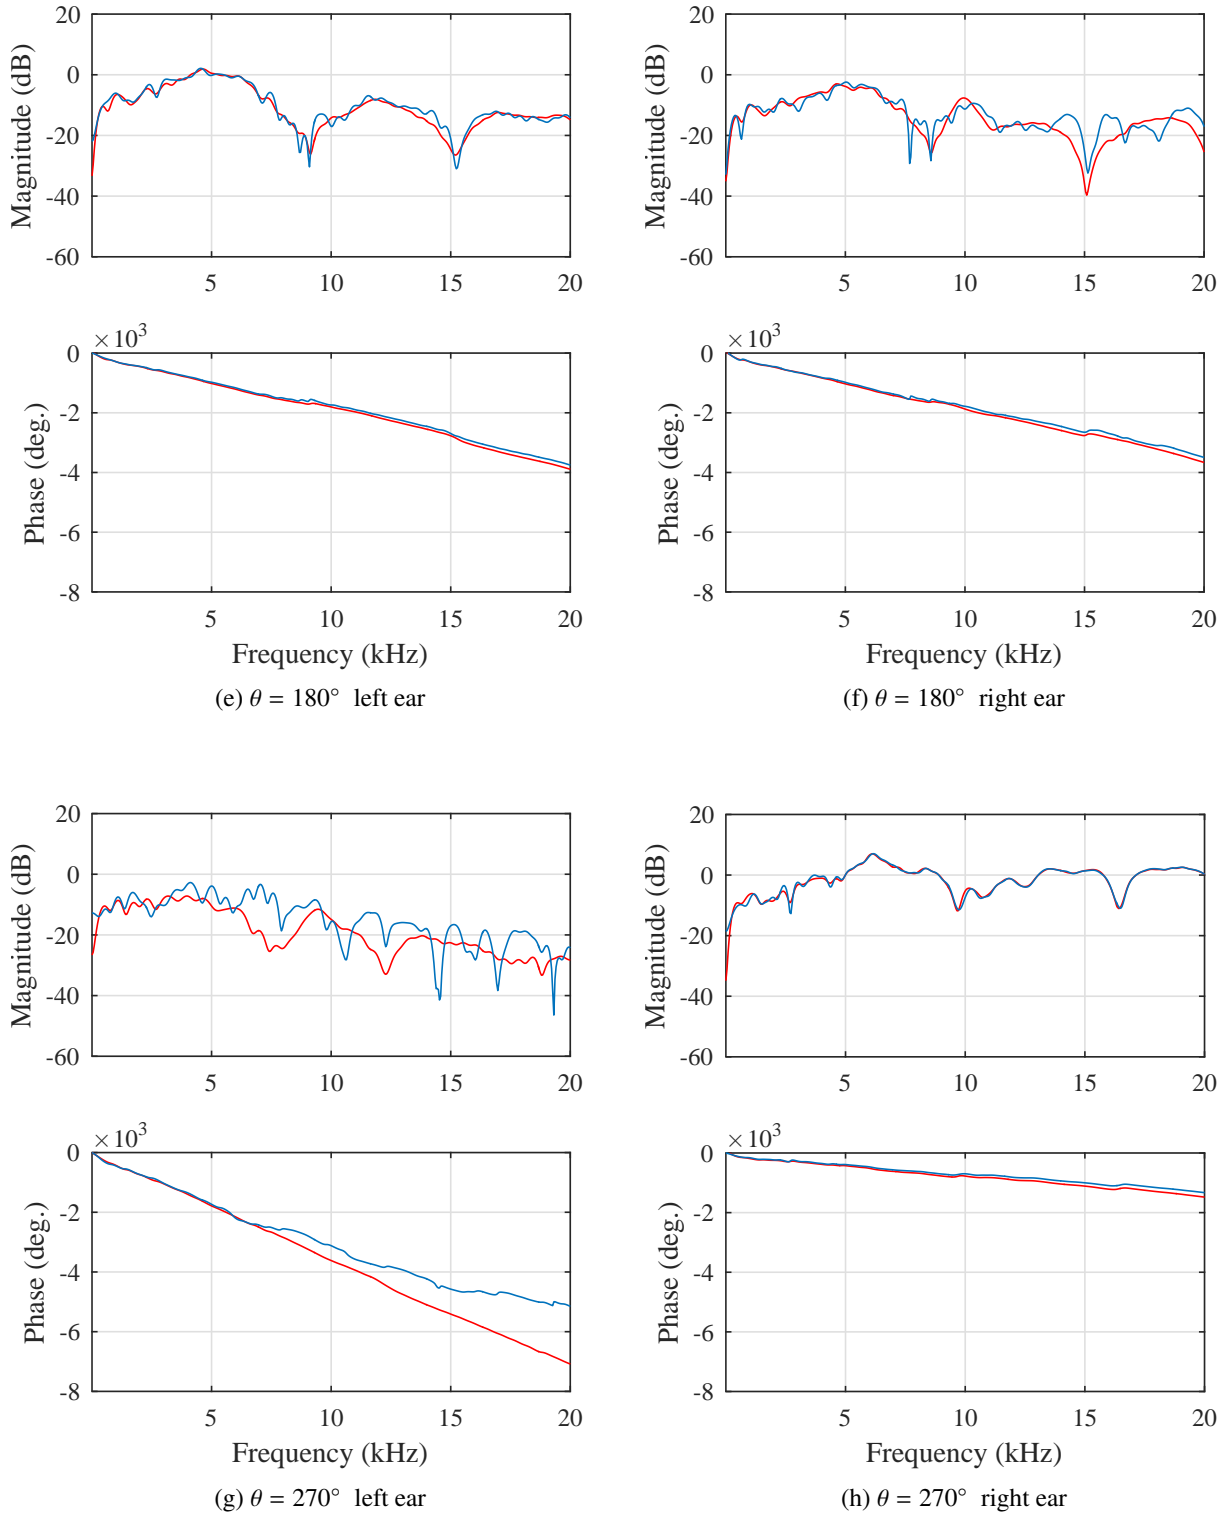 20
0
-20
-40
-60
Magnitude (dB)
5 10 15 20
×10³
0
-2
-4
-6
-8
Phase (deg.)
5 10 15 20
Frequency (kHz)
(e) θ = 180° left ear
20
0
-20
-40
-60
Magnitude (dB)
5 10 15 20
×10³
0
-2
-4
-6
-8
Phase (deg.)
5 10 15 20
Frequency (kHz)
(f) θ = 180° right ear
20
0
-20
-40
-60
Magnitude (dB)
5 10 15 20
×10³
0
-2
-4
-6
-8
Phase (deg.)
5 10 15 20
Frequency (kHz)
(g) θ = 270° left ear
20
0
-20
-40
-60
Magnitude (dB)
5 10 15 20
×10³
0
-2
-4
-6
-8
Phase (deg.)
5 10 15 20
Frequency (kHz)
(h) θ = 270° right ear